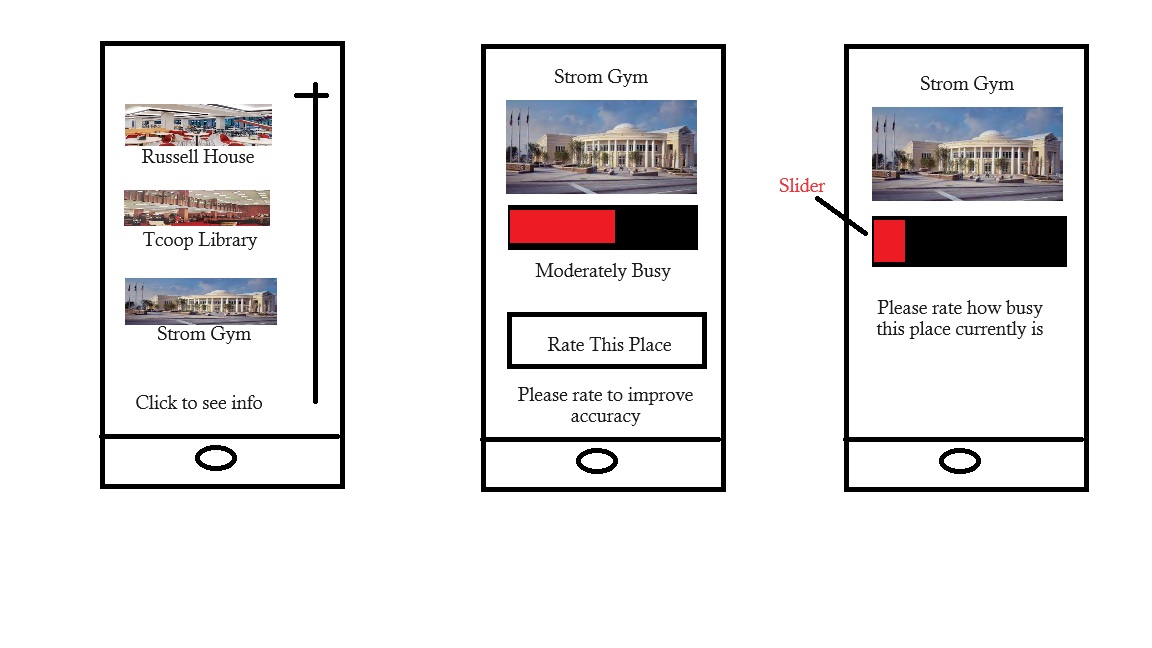 Russell House
Tcoop Library
Strom Gym
Click to see info
Strom Gym
Moderately Busy
Rate This Place
Please rate to improve
accuracy
Strom Gym
Slider
Please rate how busy
this place currently is